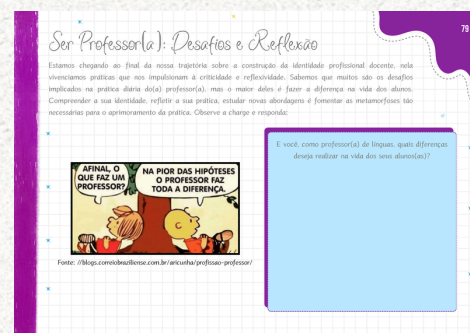 79
Ser Professor(a): Desafios e Reflexão
Estamos chegando ao final da nossa trajetória sobre a construção da identidade profissional docente, nela
vivenciamos práticas que nos impulsionam à criticidade e reflexividade. Sabemos que muitos são os desafios
implicados na prática diária do(a) professor(a), mas o maior deles é fazer a diferença na vida dos alunos.
Compreender a sua identidade, refletir a sua prática, estudar novas abordagens é fomentar as metamorfoses tão
necessárias para o aprimoramento da prática. Observe a charge e responda:
AFINAL, O
QUE FAZ UM
PROFESSOR?
NA PIOR DAS HIPÓTESES
O PROFESSOR FAZ
TODA A DIFERENÇA.
Fonte: //blogs.correiobraziliense.com.br/aricunha/profissao-professor/
E você, como professor(a) de línguas, quais diferenças
deseja realizar na vida dos seus alunos(as)?